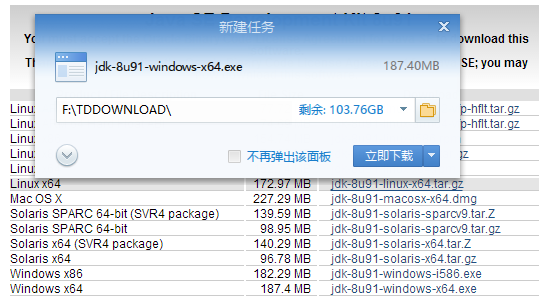 新建任务
Yo
ownload this
jdk-8u91-windows-x64.exe
187.40MB
Th
SE; you may
F:\TDDOWNLOAD\
剩余: 103.76GB
Linux
p-hflt.tar.gz
Linux
p-hflt.tar.gz
Linux
Linux
gz
Linux
不再弹出该面板
立即下载
Linux x64 172.97 MB jdk-8u91-linux-x64.tar.gz
Mac OS X 227.29 MB jdk-8u91-macosx-x64.dmg
Solaris SPARC 64-bit (SVR4 package) 139.59 MB jdk-8u91-solaris-sparcv9.tar.Z
Solaris SPARC 64-bit 98.95 MB jdk-8u91-solaris-sparcv9.tar.gz
Solaris x64 (SVR4 package) 140.29 MB jdk-8u91-solaris-x64.tar.Z
Solaris x64 96.78 MB jdk-8u91-solaris-x64.tar.gz
Windows x86 182.29 MB jdk-8u91-windows-i586.exe
Windows x64 187.4 MB jdk-8u91-windows-x64.exe